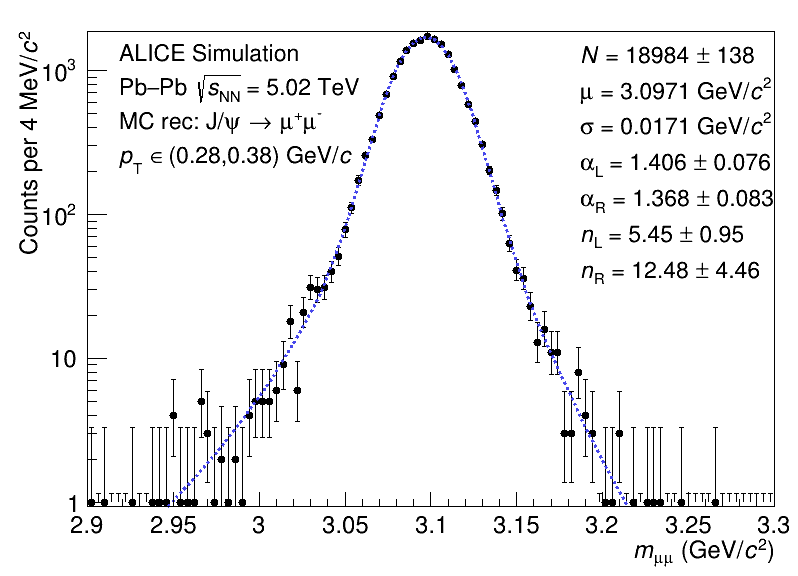 ALICE Simulation
Pb–Pb √sNN = 5.02 TeV
MC rec: J/ψ → μ⁺μ⁻
pT ∈ (0.28,0.38) GeV/c
N = 18984 ± 138
μ = 3.0971 GeV/c²
σ = 0.0171 GeV/c²
αL = 1.406 ± 0.076
αR = 1.368 ± 0.083
nL = 5.45 ± 0.95
nR = 12.48 ± 4.46
Counts per 4 MeV/c²
10³
10²
10
1
2.9 2.95 3 3.05 3.1 3.15 3.2 3.25 3.3
mμμ (GeV/c²)